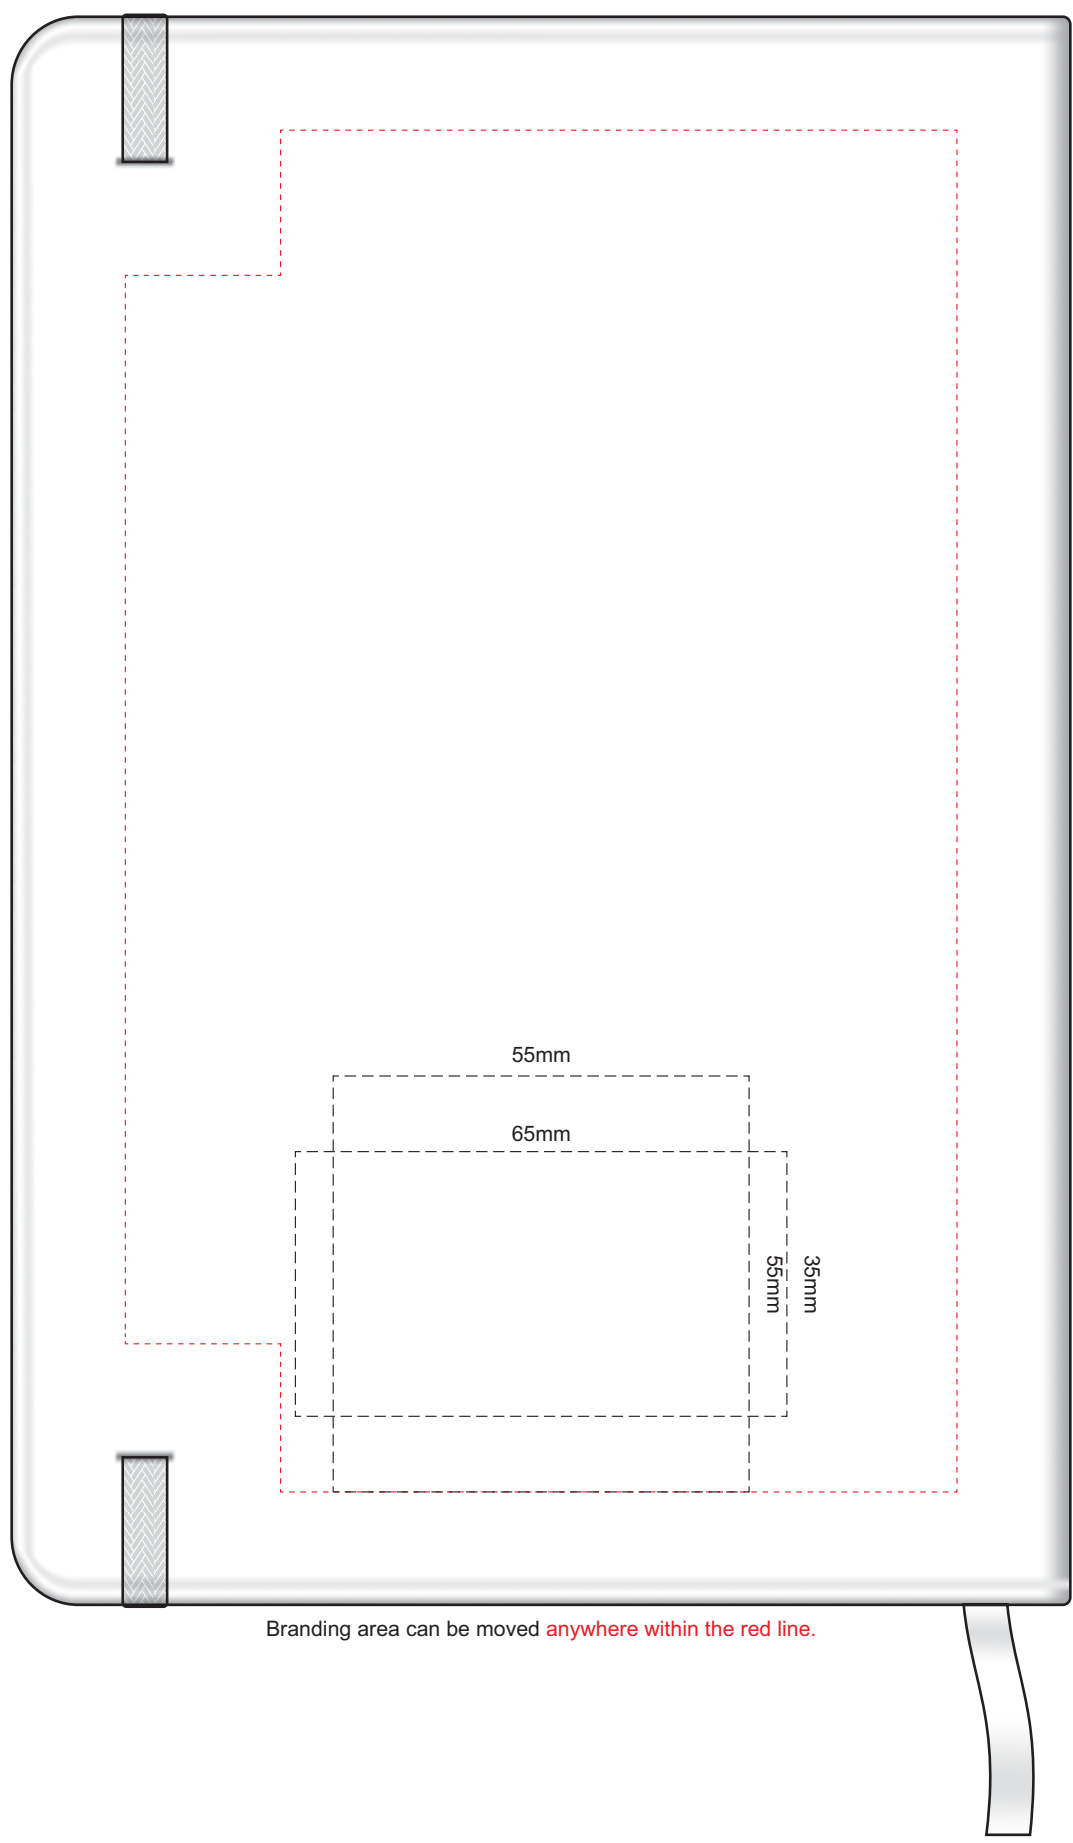 55mm
65mm
55mm
35mm
Branding area can be moved anywhere within the red line.